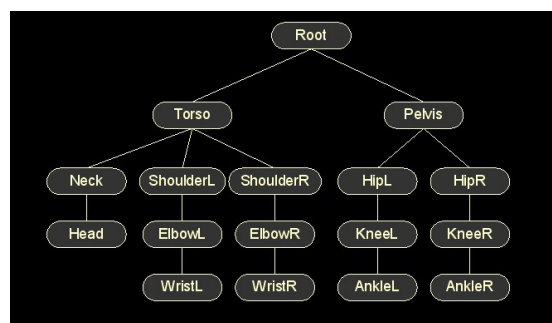 Root
Torso Pelvis
Neck ShoulderL ShoulderR HipL HipR
Head ElbowL ElbowR KneeL KneeR
WristL WristR AnkleL AnkleR